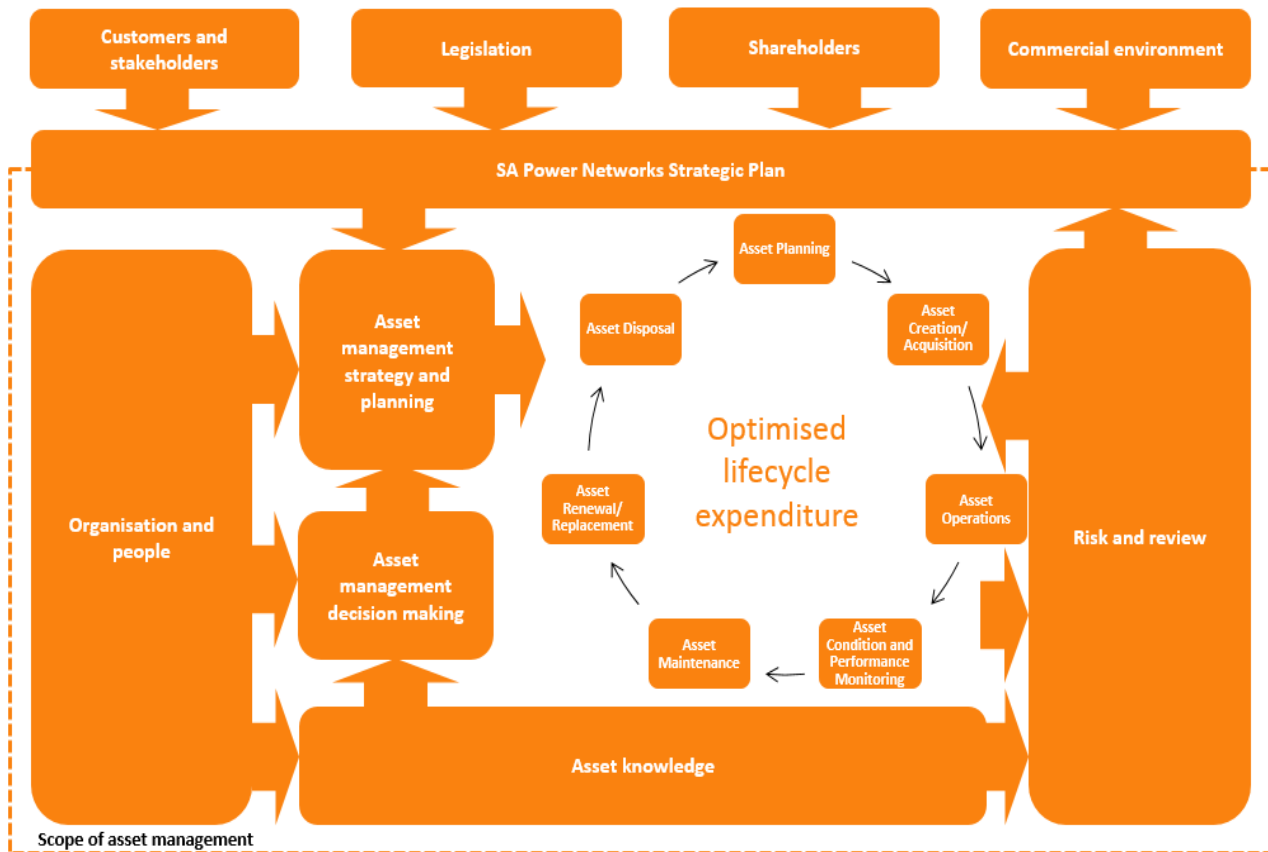 Customers and
stakeholders
Legislation
Shareholders
Commercial environment
SA Power Networks Strategic Plan
Organisation and
people
Asset
management
strategy and
planning
Asset
management
decision making
Asset Planning
Asset
Creation/
Acquisition
Asset
Operations
Asset
Condition and
Performance
Monitoring
Asset
Maintenance
Asset
Renewal/
Replacement
Asset Disposal
Optimised
lifecycle
expenditure
Risk and review
Asset knowledge
Scope of asset management